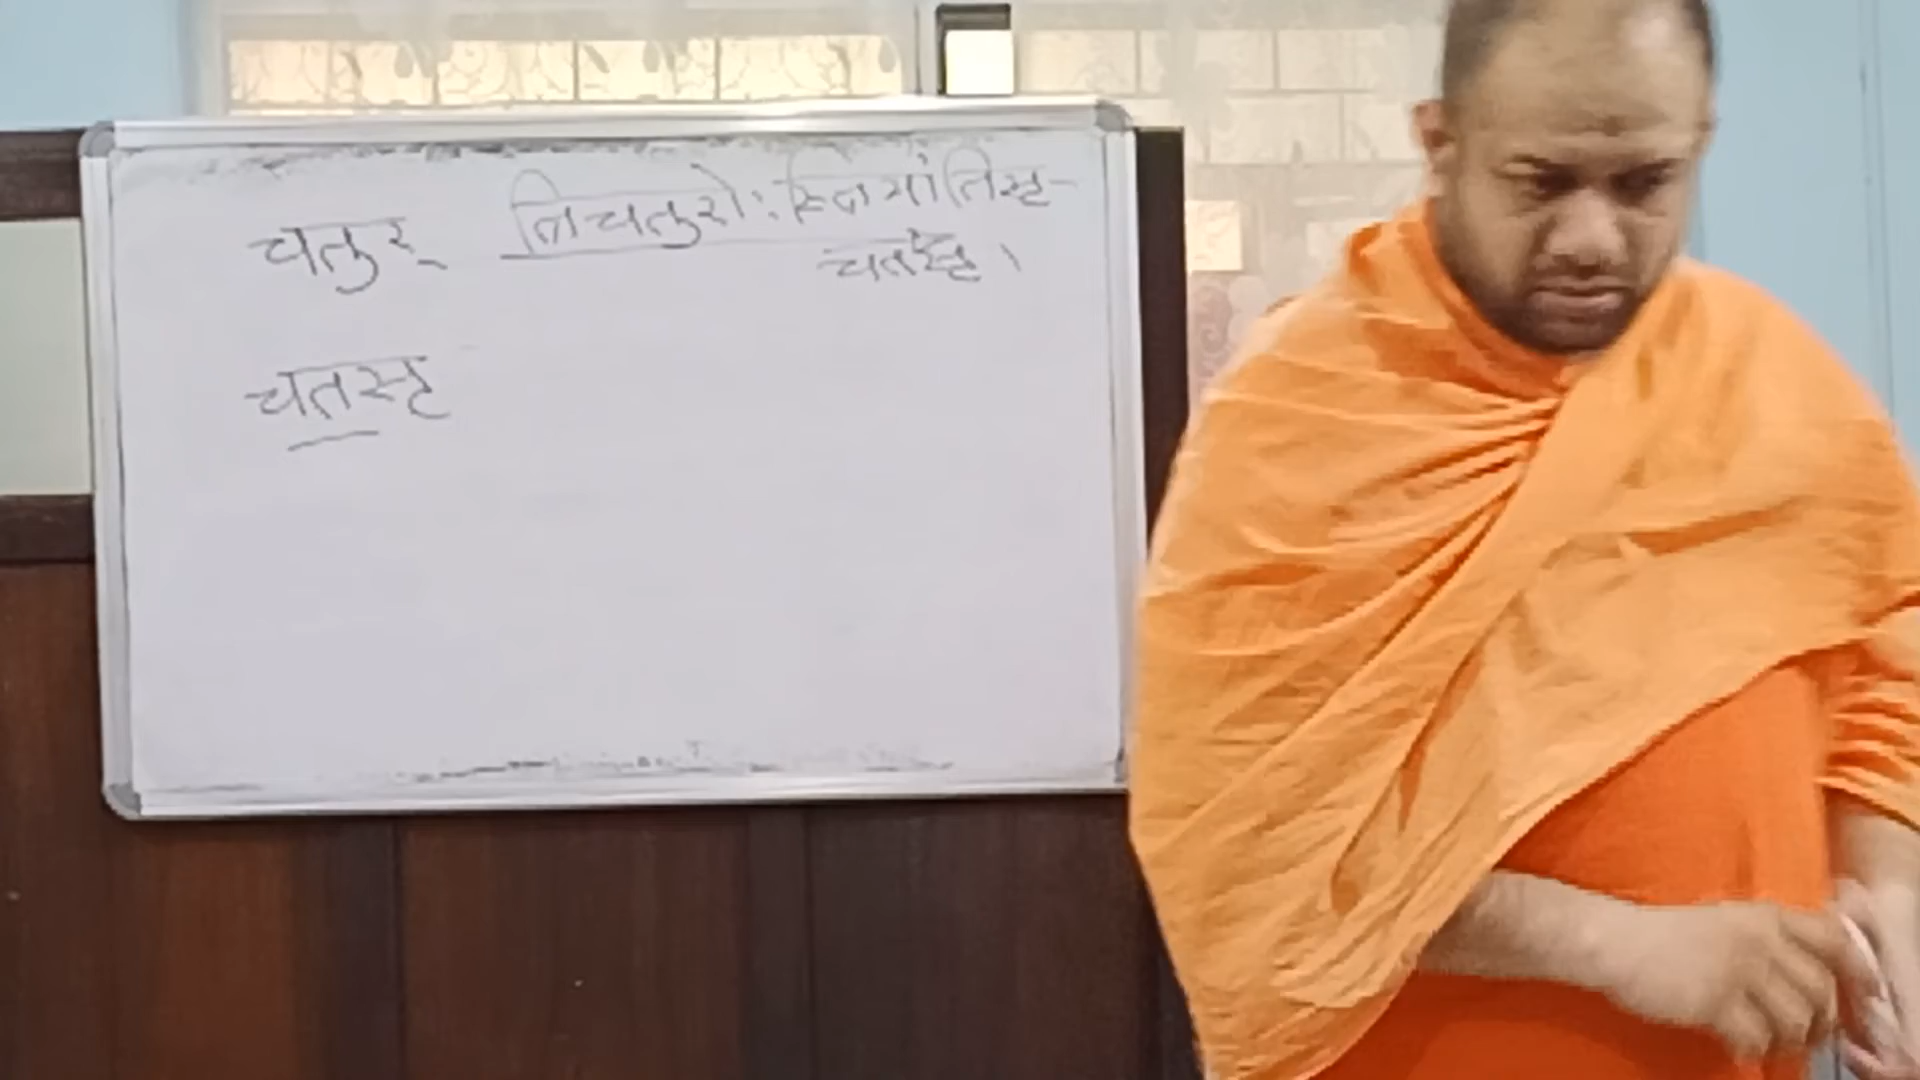 चतुर् त्रिचतुरोः स्त्रियां तिसृ-
चतसृ ।
चतसृ